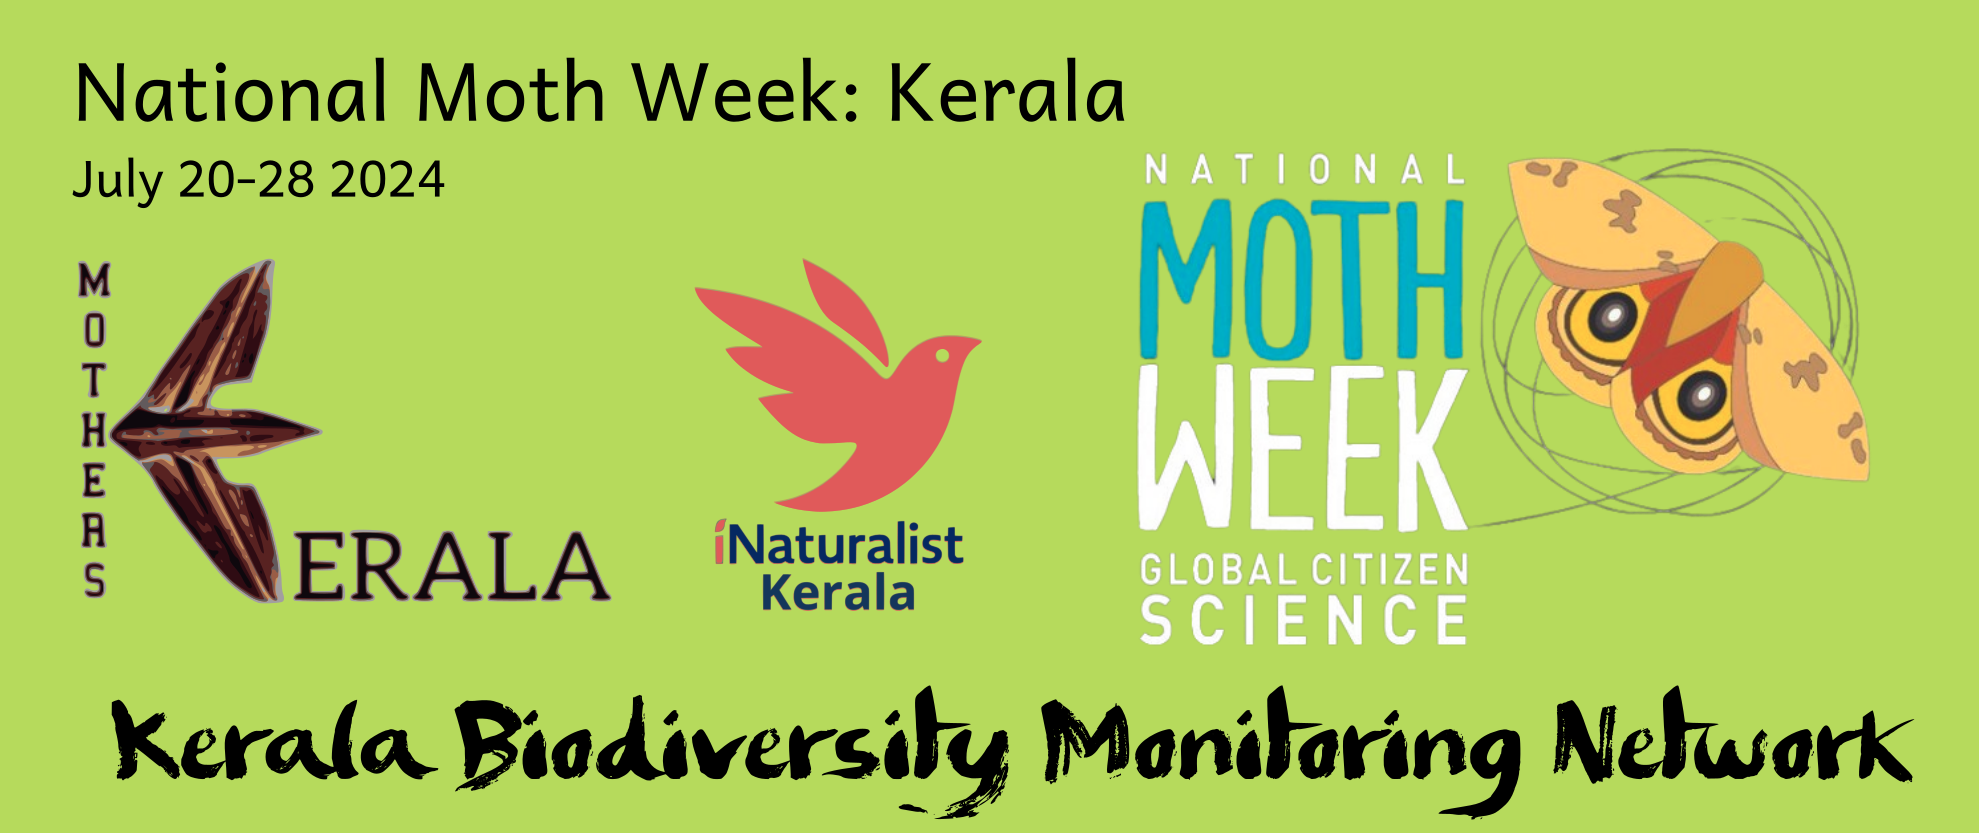 National Moth Week: Kerala
July 20-28 2024
MOTHERS
ERALA
iNaturalist
Kerala
NATIONAL
MOTH
WEEK
GLOBAL CITIZEN
SCIENCE
Kerala Biodiversity Monitoring Network